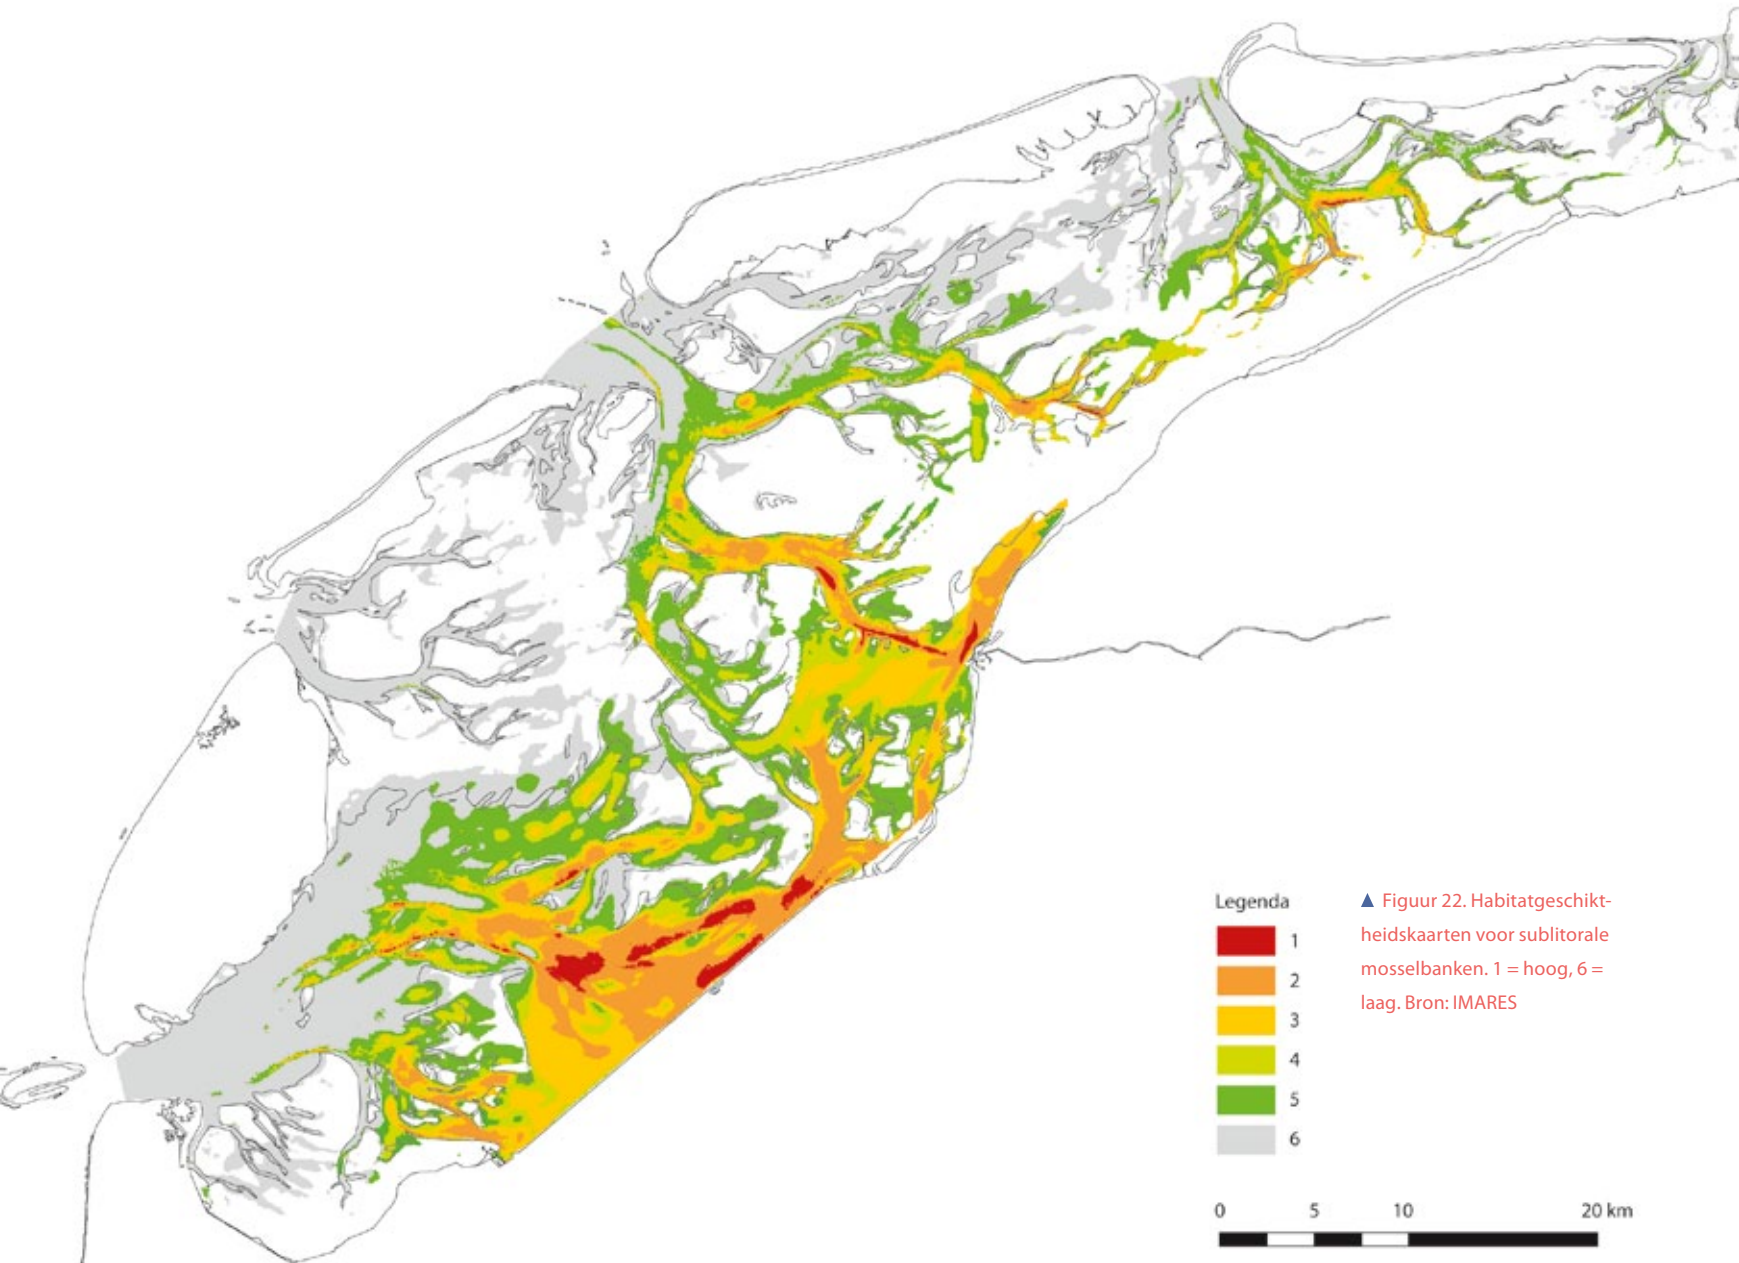 Legenda
1
2
3
4
5
6
▲ Figuur 22. Habitatgeschikt-
heidskaarten voor sublitorale
mosselbanken. 1 = hoog, 6 =
laag. Bron: IMARES
0 5 10 20 km